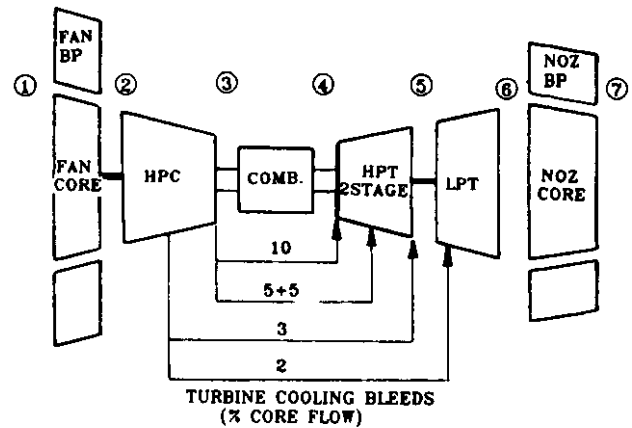 FAN
BP
NOZ
BP
① ② ③ ④ ⑤ ⑥ ⑦
FAN
CORE
HPC
COMB.
HPT
2STAGE
LPT
NOZ
CORE
10
5+5
3
2
TURBINE COOLING BLEEDS
(% CORE FLOW)